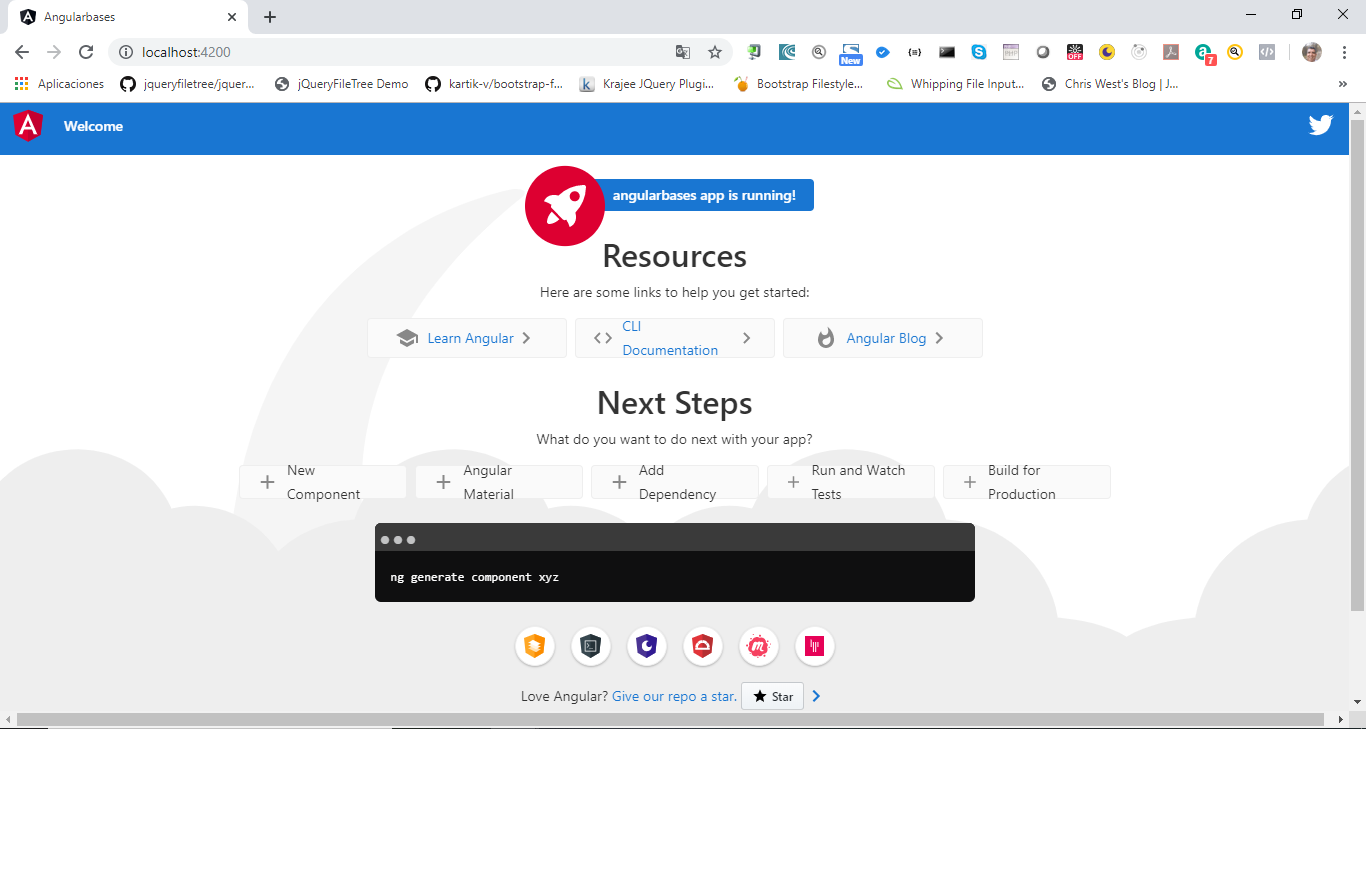 Angularbases
localhost:4200
New
OFF
7
Aplicaciones
jqueryfiletree/jquer...
jQueryFileTree Demo
kartik-v/bootstrap-f...
Krajee JQuery Plugi...
Bootstrap Filestyle...
Whipping File Input...
Chris West's Blog | J...
Welcome
angularbases app is running!
Resources
Here are some links to help you get started:
Learn Angular
CLI
Documentation
Angular Blog
Next Steps
What do you want to do next with your app?
New
Component
Angular
Material
Add
Dependency
Run and Watch
Tests
Build for
Production
ng generate component xyz
Love Angular? Give our repo a star.
Star